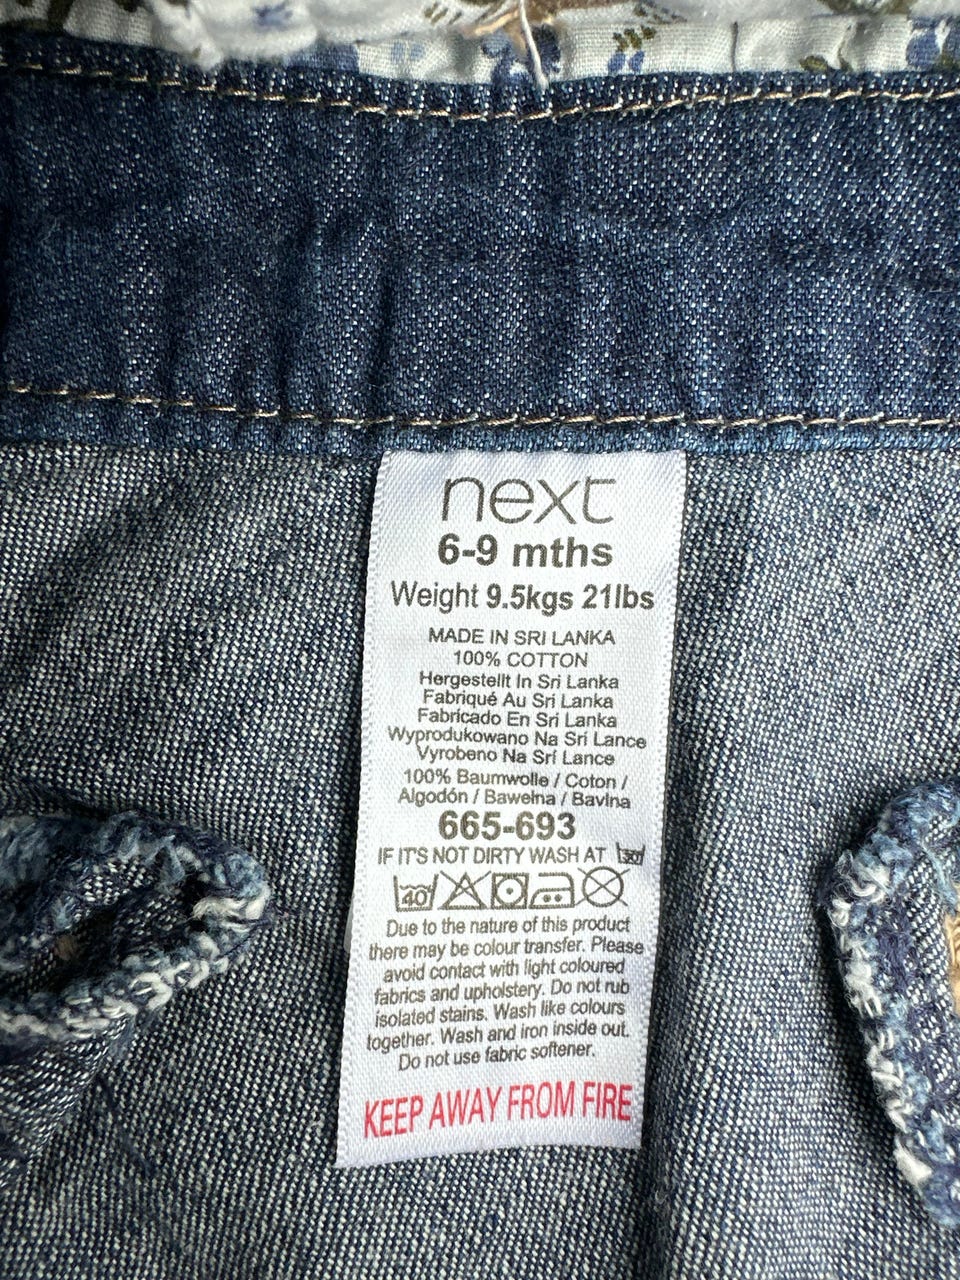 next
6-9 mths
Weight 9.5kgs 21lbs
MADE IN SRI LANKA
100% COTTON
Hergestellt In Sri Lanka
Fabriqué Au Sri Lanka
Fabricado En Sri Lanka
Wyprodukowano Na Sri Lance
Vyrobeno Na Srí Lance
100% Baumwolle / Coton /
Algodón / Bawełna / Bavlna
665-693
IF IT'S NOT DIRTY WASH AT 30
40
Due to the nature of this product
there may be colour transfer. Please
avoid contact with light coloured
fabrics and upholstery. Do not rub
isolated stains. Wash like colours
together. Wash and iron inside out.
Do not use fabric softener.
KEEP AWAY FROM FIRE